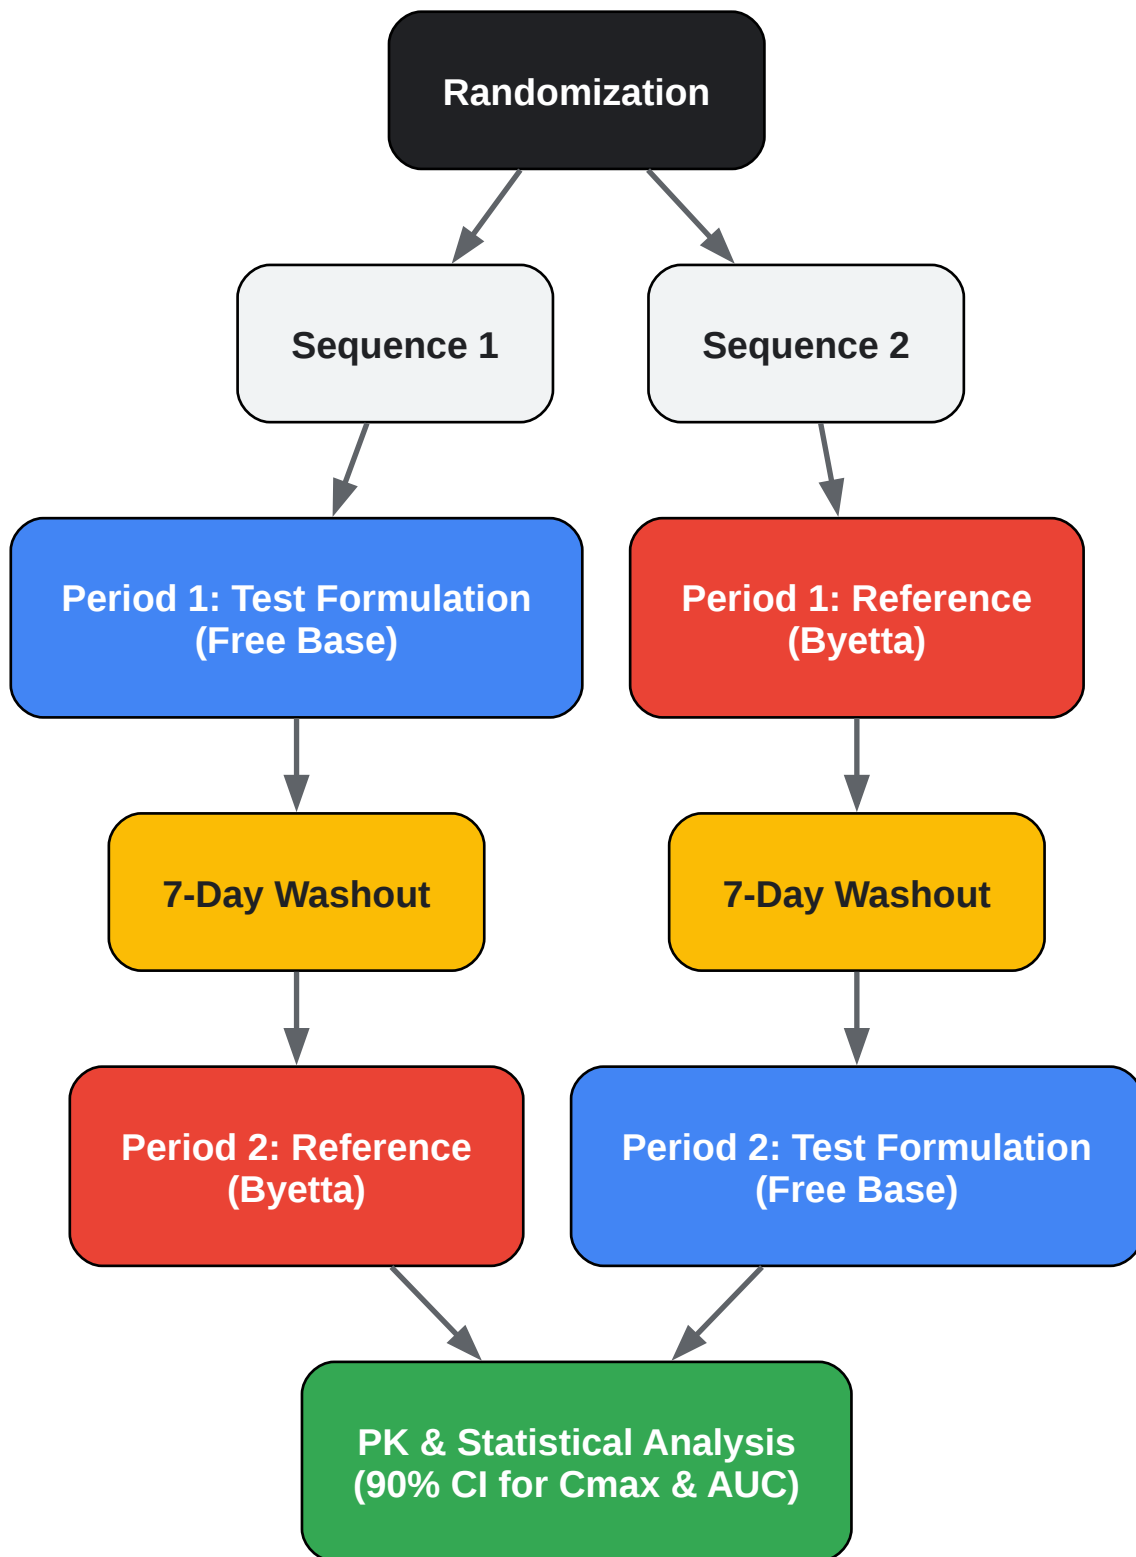 Randomization
Sequence 1
Sequence 2
Period 1: Test Formulation
(Free Base)
Period 1: Reference
(Byetta)
7-Day Washout
7-Day Washout
Period 2: Reference
(Byetta)
Period 2: Test Formulation
(Free Base)
PK & Statistical Analysis
(90% CI for Cmax & AUC)